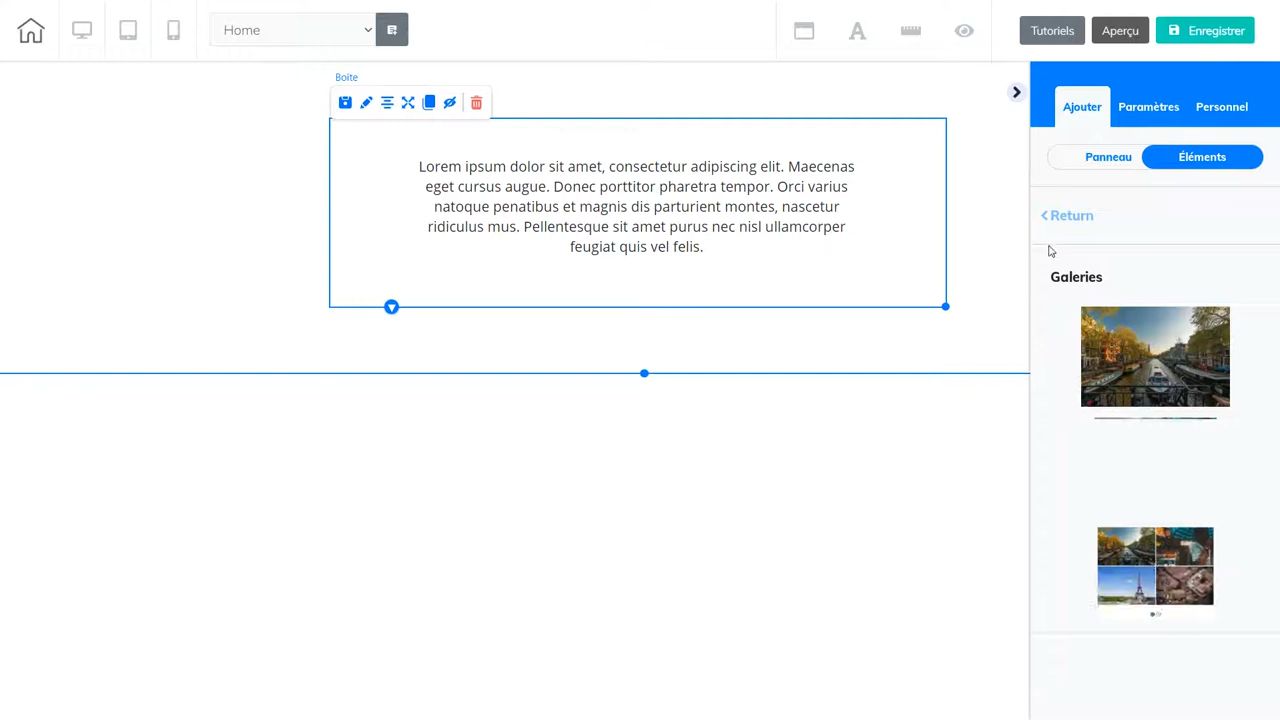 Home
Tutoriels
Aperçu
Enregistrer
Boite
Ajouter
Paramètres
Personnel
Panneau
Éléments
Return
Galeries
Lorem ipsum dolor sit amet, consectetur adipiscing elit. Maecenas
eget cursus augue. Donec porttitor pharetra tempor. Orci varius
natoque penatibus et magnis dis parturient montes, nascetur
ridiculus mus. Pellentesque sit amet purus nec nisl ullamcorper
feugiat quis vel felis.